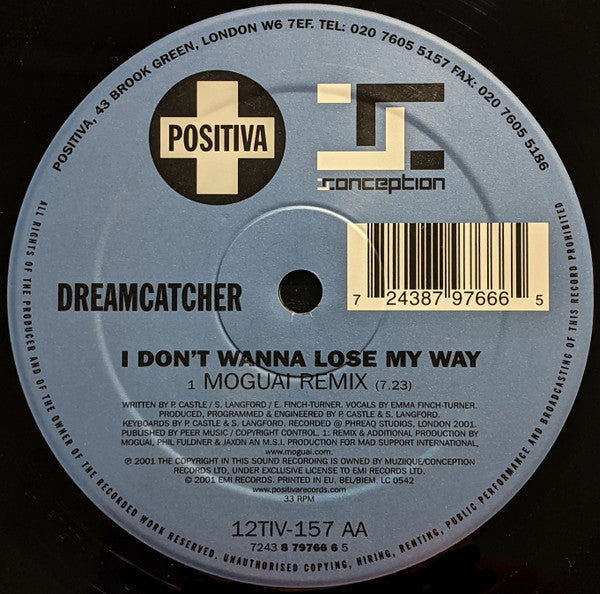 POSITIVA, 43 BROOK GREEN, LONDON W6 7EF. TEL: 020 7605 5157 FAX: 020 7605 5186
POSITIVA
conception
7 24387 97666 5
DREAMCATCHER
I DON'T WANNA LOSE MY WAY
1 MOGUAI REMIX (7.23)
WRITTEN BY P. CASTLE / S. LANGFORD / E. FINCH-TURNER. VOCALS BY EMMA FINCH-TURNER.
PRODUCED, PROGRAMMED & ENGINEERED BY P. CASTLE & S. LANGFORD.
KEYBOARDS BY P. CASTLE & S. LANGFORD. RECORDED @ PHREAQ STUDIOS, LONDON 2001.
PUBLISHED BY PEER MUSIC / COPYRIGHT CONTROL. 1: REMIX & ADDITIONAL PRODUCTION BY
MOGUAI, PHIL FULDNER & JAXON AN M.S.I. PRODUCTION FOR MAD SUPPORT INTERNATIONAL.
www.moguai.com.
℗ 2001 THE COPYRIGHT IN THIS SOUND RECORDING IS OWNED BY MUZIIQUE/CONCEPTION
RECORDS LTD, UNDER EXCLUSIVE LICENSE TO EMI RECORDS LTD
© 2001 EMI RECORDS. PRINTED IN EU. BEL/BIEM. LC 0542
www.positivarecords.com
33 RPM
12TIV-157 AA
7243 8 79766 6 5
ALL RIGHTS OF THE PRODUCER AND OF THE OWNER OF THE RECORDED WORK RESERVED. UNAUTHORISED COPYING, HIRING, RENTING, PUBLIC PERFORMANCE AND BROADCASTING OF THIS RECORD PROHIBITED